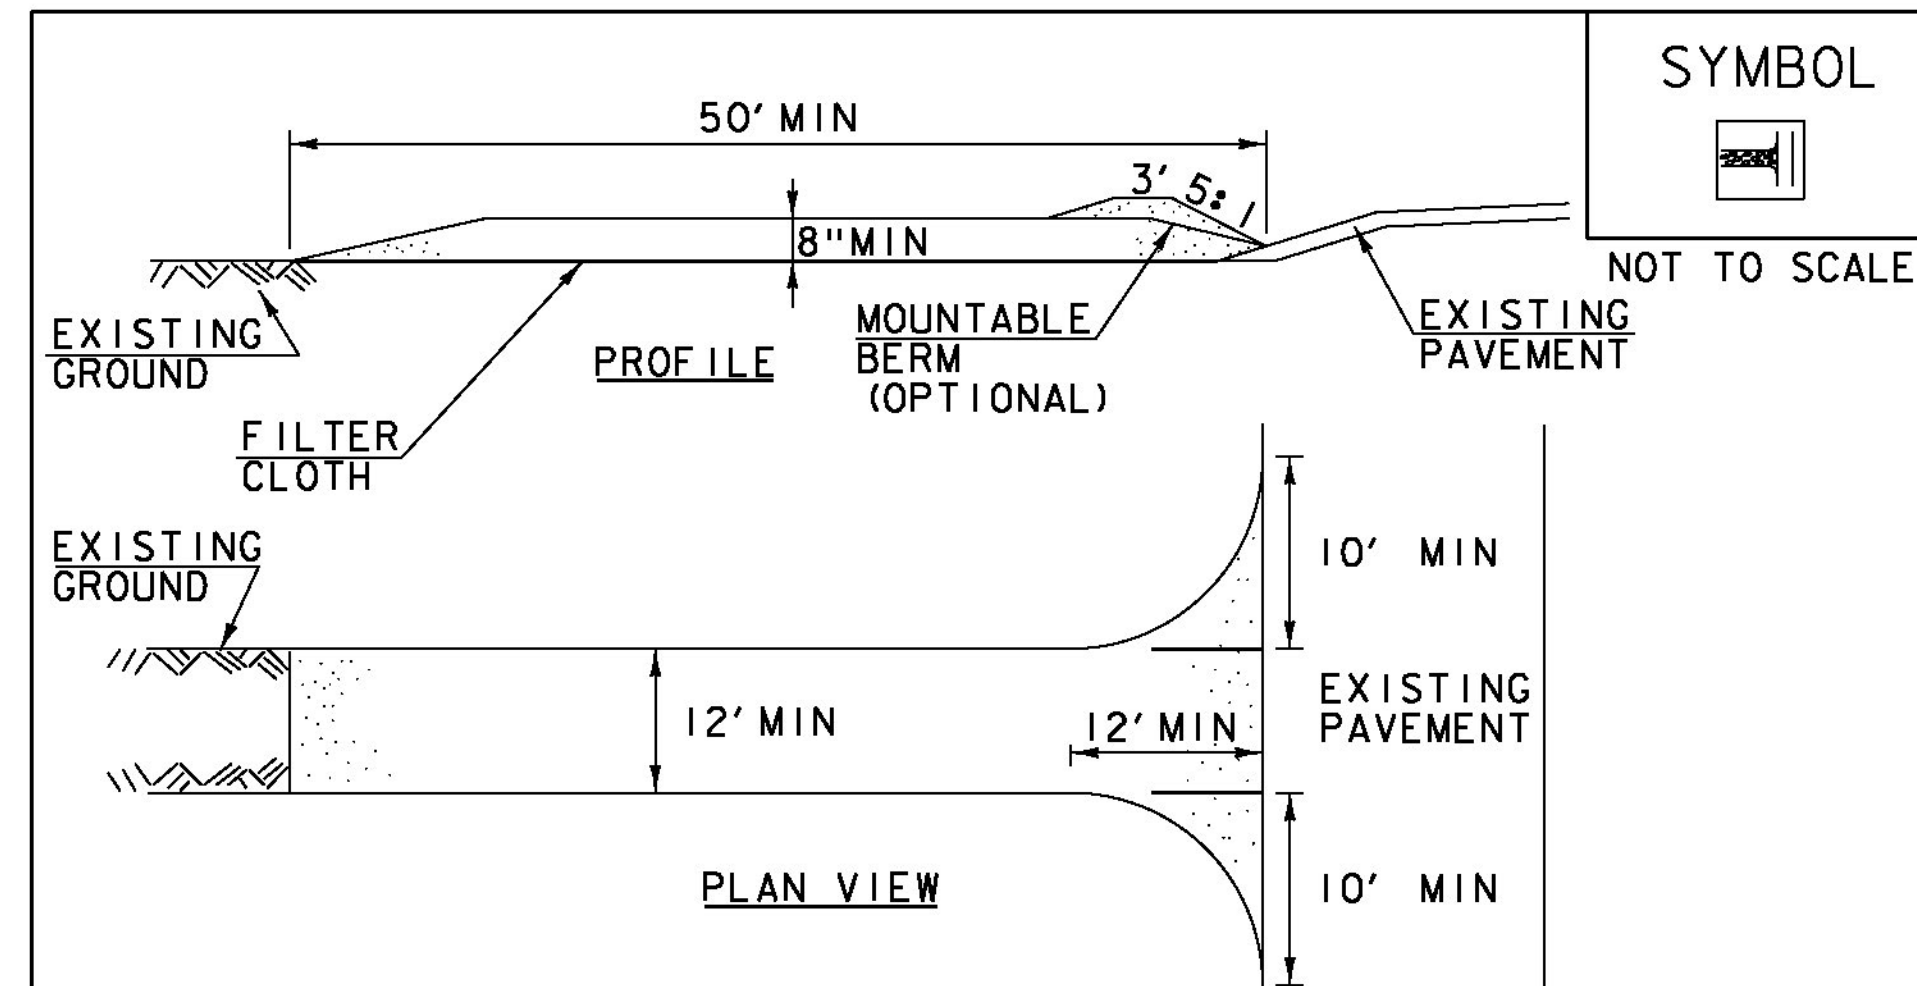 SYMBOL
NOT TO SCALE
50' MIN
3' 5:1
8" MIN
EXISTING
GROUND
PROFILE
MOUNTABLE
BERM
(OPTIONAL)
EXISTING
PAVEMENT
FILTER
CLOTH
EXISTING
GROUND
10' MIN
12' MIN
12' MIN
EXISTING
PAVEMENT
PLAN VIEW
10' MIN